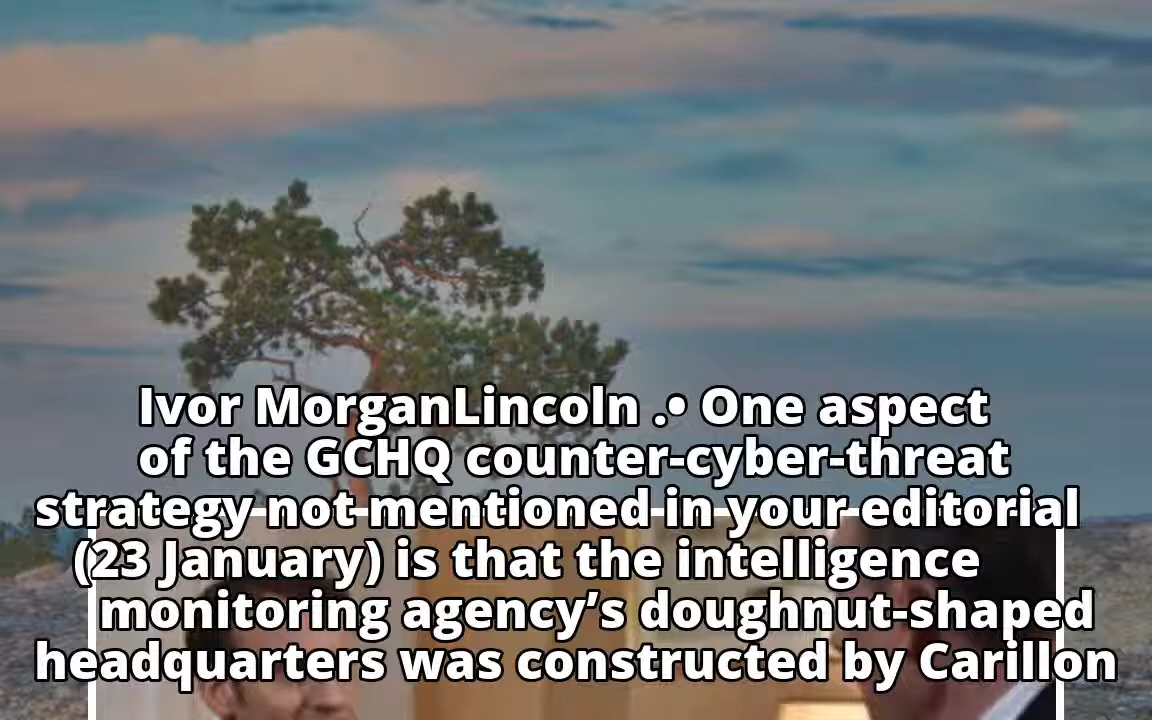 Ivor MorganLincoln .• One aspect
of the GCHQ counter-cyber-threat
strategy not mentioned in your editorial
(23 January) is that the intelligence
monitoring agency’s doughnut-shaped
headquarters was constructed by Carillon